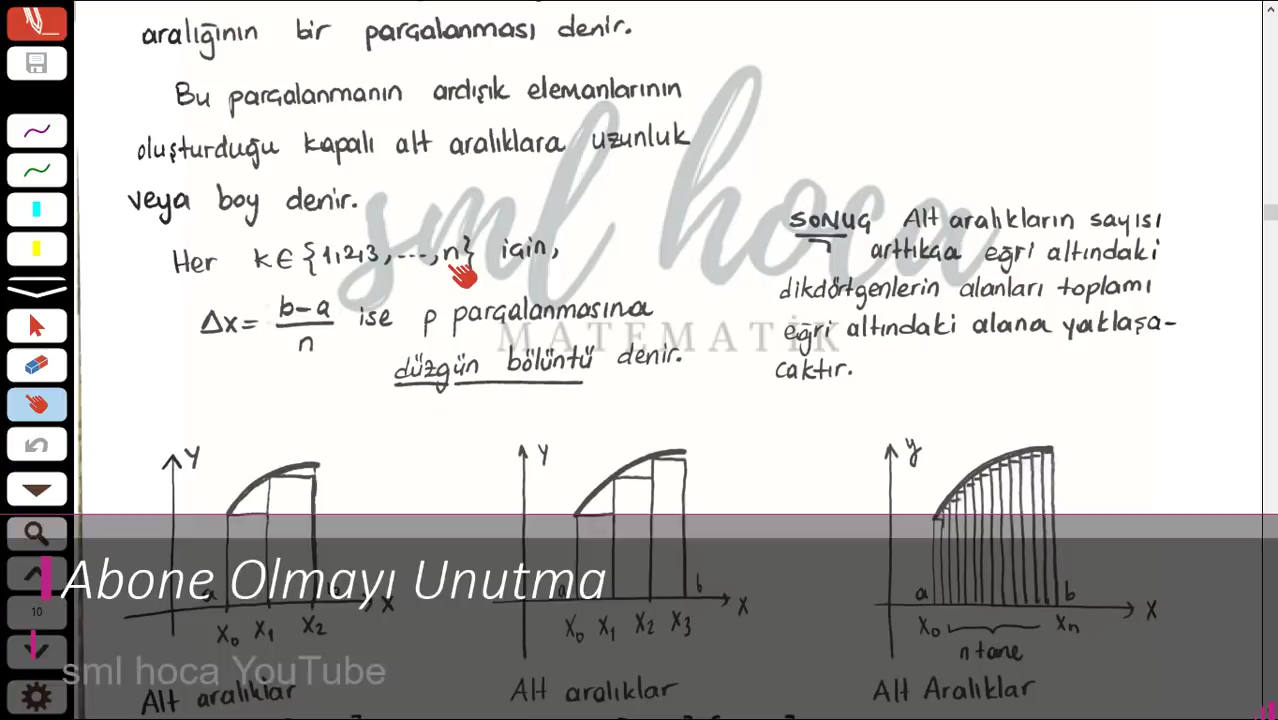 aralığının bir parçalanması denir.
Bu parçalanmanın ardışık elemanlarının
oluşturduğu kapalı alt aralıklara uzunluk
veya boy denir.
Her k∈{1,2,3,...,n} için,
Δx = b-a / n ise p parçalanmasına
düzgün bölüntü denir.
SONUÇ Alt aralıkların sayısı
arttıkça eğri altındaki
dikdörtgenlerin alanları toplamı
eğri altındaki alana yaklaşa-
caktır.
sml hoca
MATEMATİK
y
a b x
x₀ x₁ x₂
Alt aralıklar
y
a b x
x₀ x₁ x₂ x₃
Alt aralıklar
y
a b x
x₀ xₙ
n tane
Alt Aralıklar
Abone Olmayı Unutma
sml hoca YouTube
10